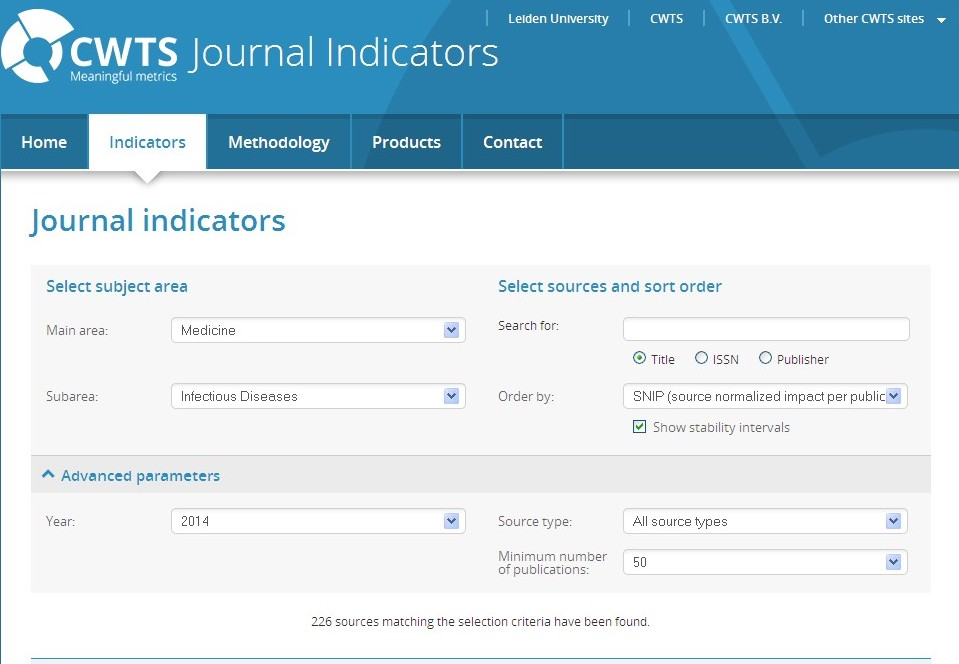 Leiden University
CWTS
CWTS B.V.
Other CWTS sites
CWTS Journal Indicators
Meaningful metrics
Home
Indicators
Methodology
Products
Contact
Journal indicators
Select subject area
Select sources and sort order
Main area:
Medicine
Search for:
Title
ISSN
Publisher
Subarea:
Infectious Diseases
Order by:
SNIP (source normalized impact per public
Show stability intervals
Advanced parameters
Year:
2014
Source type:
All source types
Minimum number
of publications:
50
226 sources matching the selection criteria have been found.